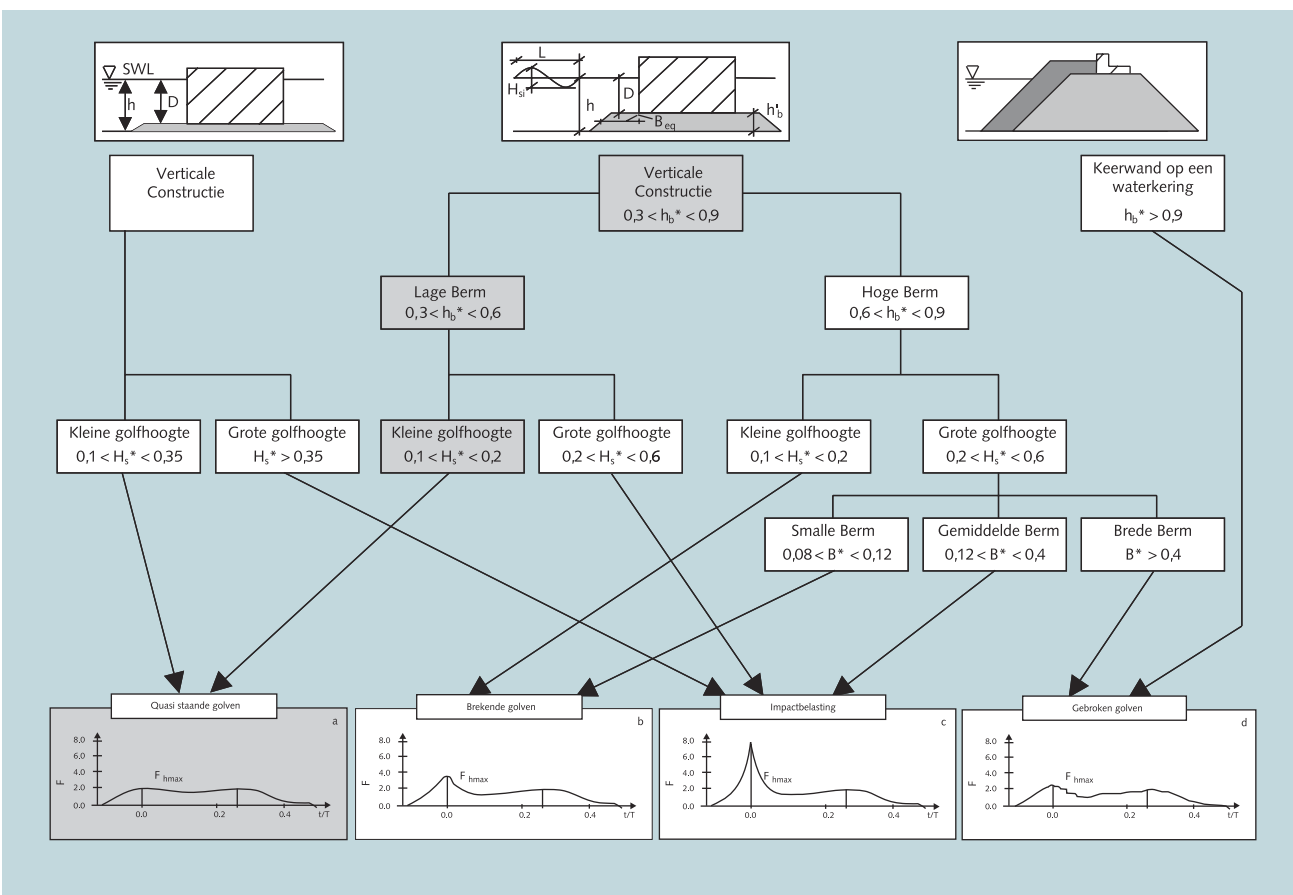 SWL
h
D
L
H si
h
D
B eq
h'b
Verticale
Constructie
Verticale
Constructie
0,3 < hb* < 0,9
Keerwand op een
waterkering
hb* > 0,9
Lage Berm
0,3 < hb* < 0,6
Hoge Berm
0,6 < hb* < 0,9
Kleine golfhoogte
0,1 < Hs* < 0,35
Grote golfhoogte
Hs* > 0,35
Kleine golfhoogte
0,1 < Hs* < 0,2
Grote golfhoogte
0,2 < Hs* < 0,6
Kleine golfhoogte
0,1 < Hs* < 0,2
Grote golfhoogte
0,2 < Hs* < 0,6
Smalle Berm
0,08 < B* < 0,12
Gemiddelde Berm
0,12 < B* < 0,4
Brede Berm
B* > 0,4
Quasi staande golven
a
8.0
6.0
4.0
2.0
0.0
F
F hmax
0.0
0.2
0.4
t/T
Brekende golven
b
8.0
6.0
4.0
2.0
0.0
F
F hmax
0.0
0.2
0.4
t/T
Impactbelasting
c
8.0
6.0
4.0
2.0
0.0
F
F hmax
0.0
0.2
0.4
t/T
Gebroken golven
d
8.0
6.0
4.0
2.0
0.0
F
F hmax
0.0
0.2
0.4
t/T